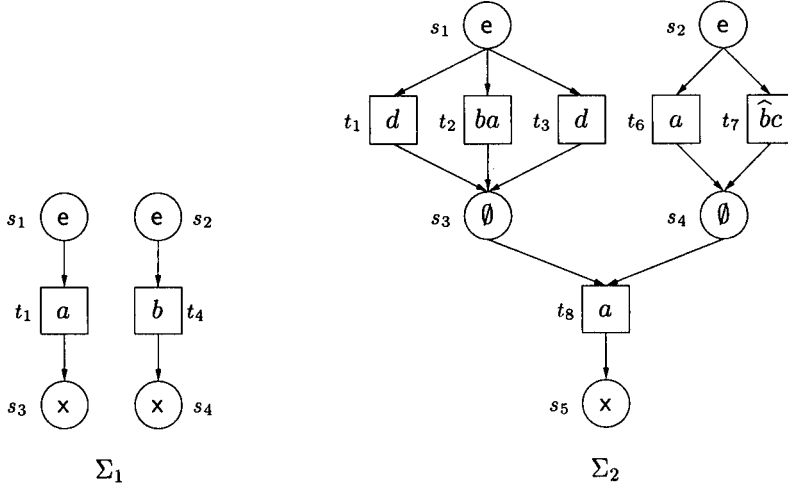 s₁ e s₂ e
t₁ d t₂ ba t₃ d t₆ a t₇ b̂c
s₁ e e s₂ s₃ ∅ s₄ ∅
t₁ a b t₄ t₈ a
s₃ x x s₄ s₅ x
Σ₁ Σ₂